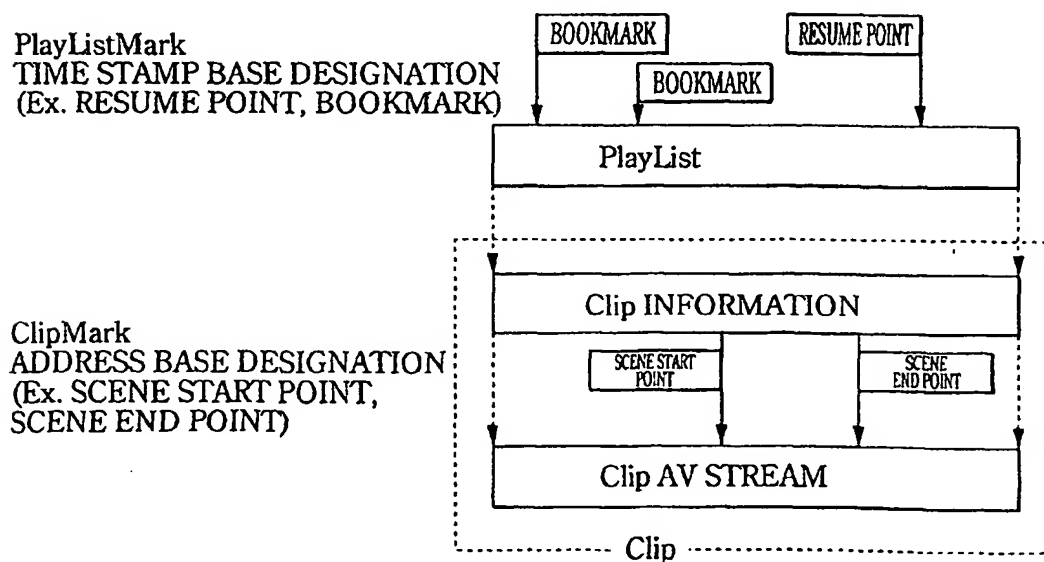 PlayListMark
TIME STAMP BASE DESIGNATION
(Ex. RESUME POINT, BOOKMARK)
BOOKMARK
RESUME POINT
BOOKMARK
PlayList
ClipMark
ADDRESS BASE DESIGNATION
(Ex. SCENE START POINT,
SCENE END POINT)
Clip INFORMATION
SCENE START
POINT
SCENE
END POINT
Clip AV STREAM
Clip